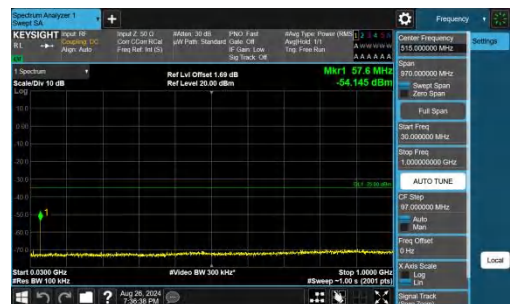 Spectrum Analyzer 1
Swept SA
+
Frequency
KEYSIGHT
Input: RF
Coupling: DC
Align: Auto
Input Z: 50 Ω
Corr CCorr RCal
Freq Ref: Int (S)
#Atten: 30 dB
µW Path: Standard
PNO: Fast
Gate: Off
IF Gain: Low
Sig Track: Off
#Avg Type: Power (RMS)
Avg|Hold: 1/1
Trig: Free Run
1 2 3 4 5 6
A W W W W W
A A A A A A
1 Spectrum
Scale/Div 10 dB
Log
Ref Lvl Offset 1.69 dB
Ref Level 20.00 dBm
Mkr1 57.6 MHz
-54.145 dBm
10.0
0.00
-10.0
-20.0
-30.0
-40.0
-50.0
-60.0
-70.0
1
Start 0.0300 GHz
#Res BW 100 kHz
#Video BW 300 kHz*
Stop 1.0000 GHz
#Sweep ~1.00 s (2001 pts)
Center Frequency
515.000000 MHz
Settings
Span
970.000000 MHz
Swept Span
Zero Span
Full Span
Start Freq
30.000000 MHz
Stop Freq
1.000000000 GHz
AUTO TUNE
CF Step
97.000000 MHz
Auto
Man
Freq Offset
0 Hz
X Axis Scale
Log
Lin
Local
Signal Track
Aug 26, 2024
7:36:38 PM